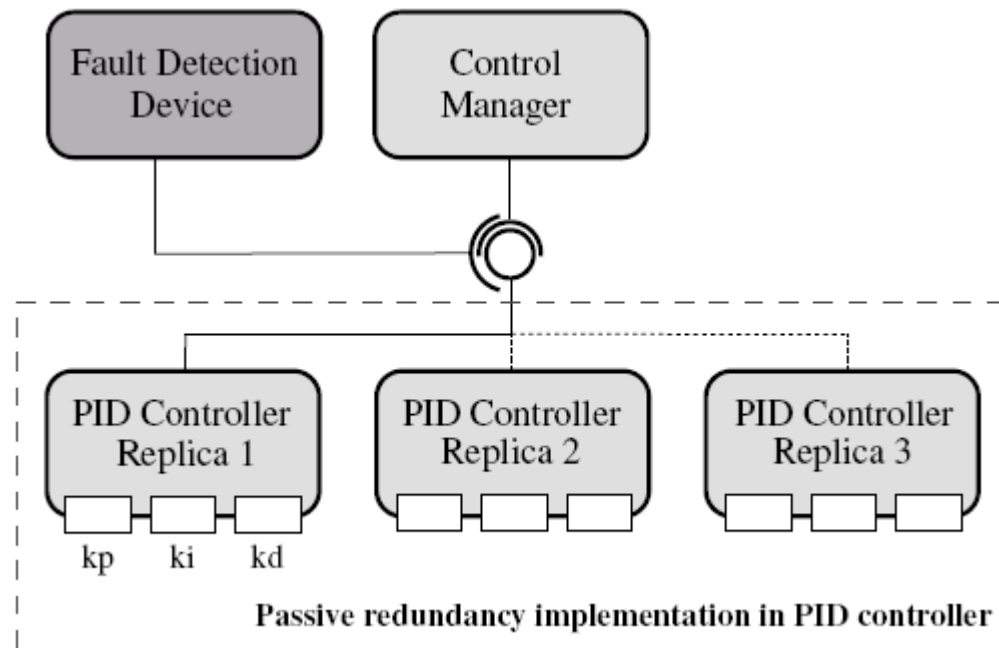 Fault Detection
Device
Control
Manager
PID Controller
Replica 1
PID Controller
Replica 2
PID Controller
Replica 3
kp ki kd
Passive redundancy implementation in PID controller